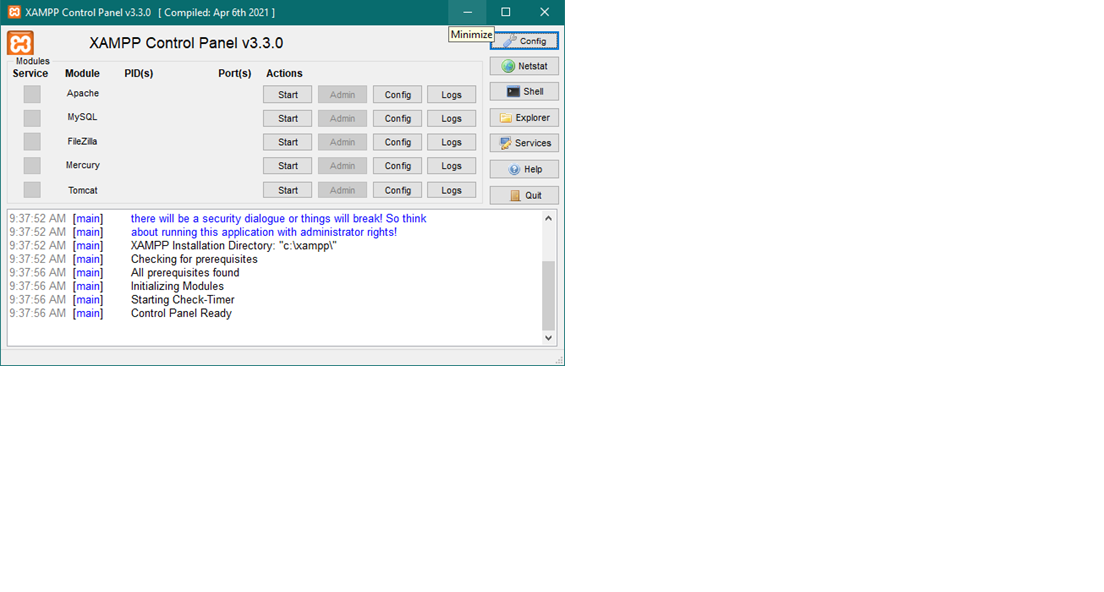 XAMPP Control Panel v3.3.0 [ Compiled: Apr 6th 2021 ]
Minimize
XAMPP Control Panel v3.3.0
Config
Modules
Service Module PID(s) Port(s) Actions
Netstat
Apache Start Admin Config Logs
Shell
MySQL Start Admin Config Logs
Explorer
FileZilla Start Admin Config Logs
Services
Mercury Start Admin Config Logs
Help
Tomcat Start Admin Config Logs
Quit
9:37:52 AM [main] there will be a security dialogue or things will break! So think
9:37:52 AM [main] about running this application with administrator rights!
9:37:52 AM [main] XAMPP Installation Directory: "c:\xampp\"
9:37:52 AM [main] Checking for prerequisites
9:37:56 AM [main] All prerequisites found
9:37:56 AM [main] Initializing Modules
9:37:56 AM [main] Starting Check-Timer
9:37:56 AM [main] Control Panel Ready